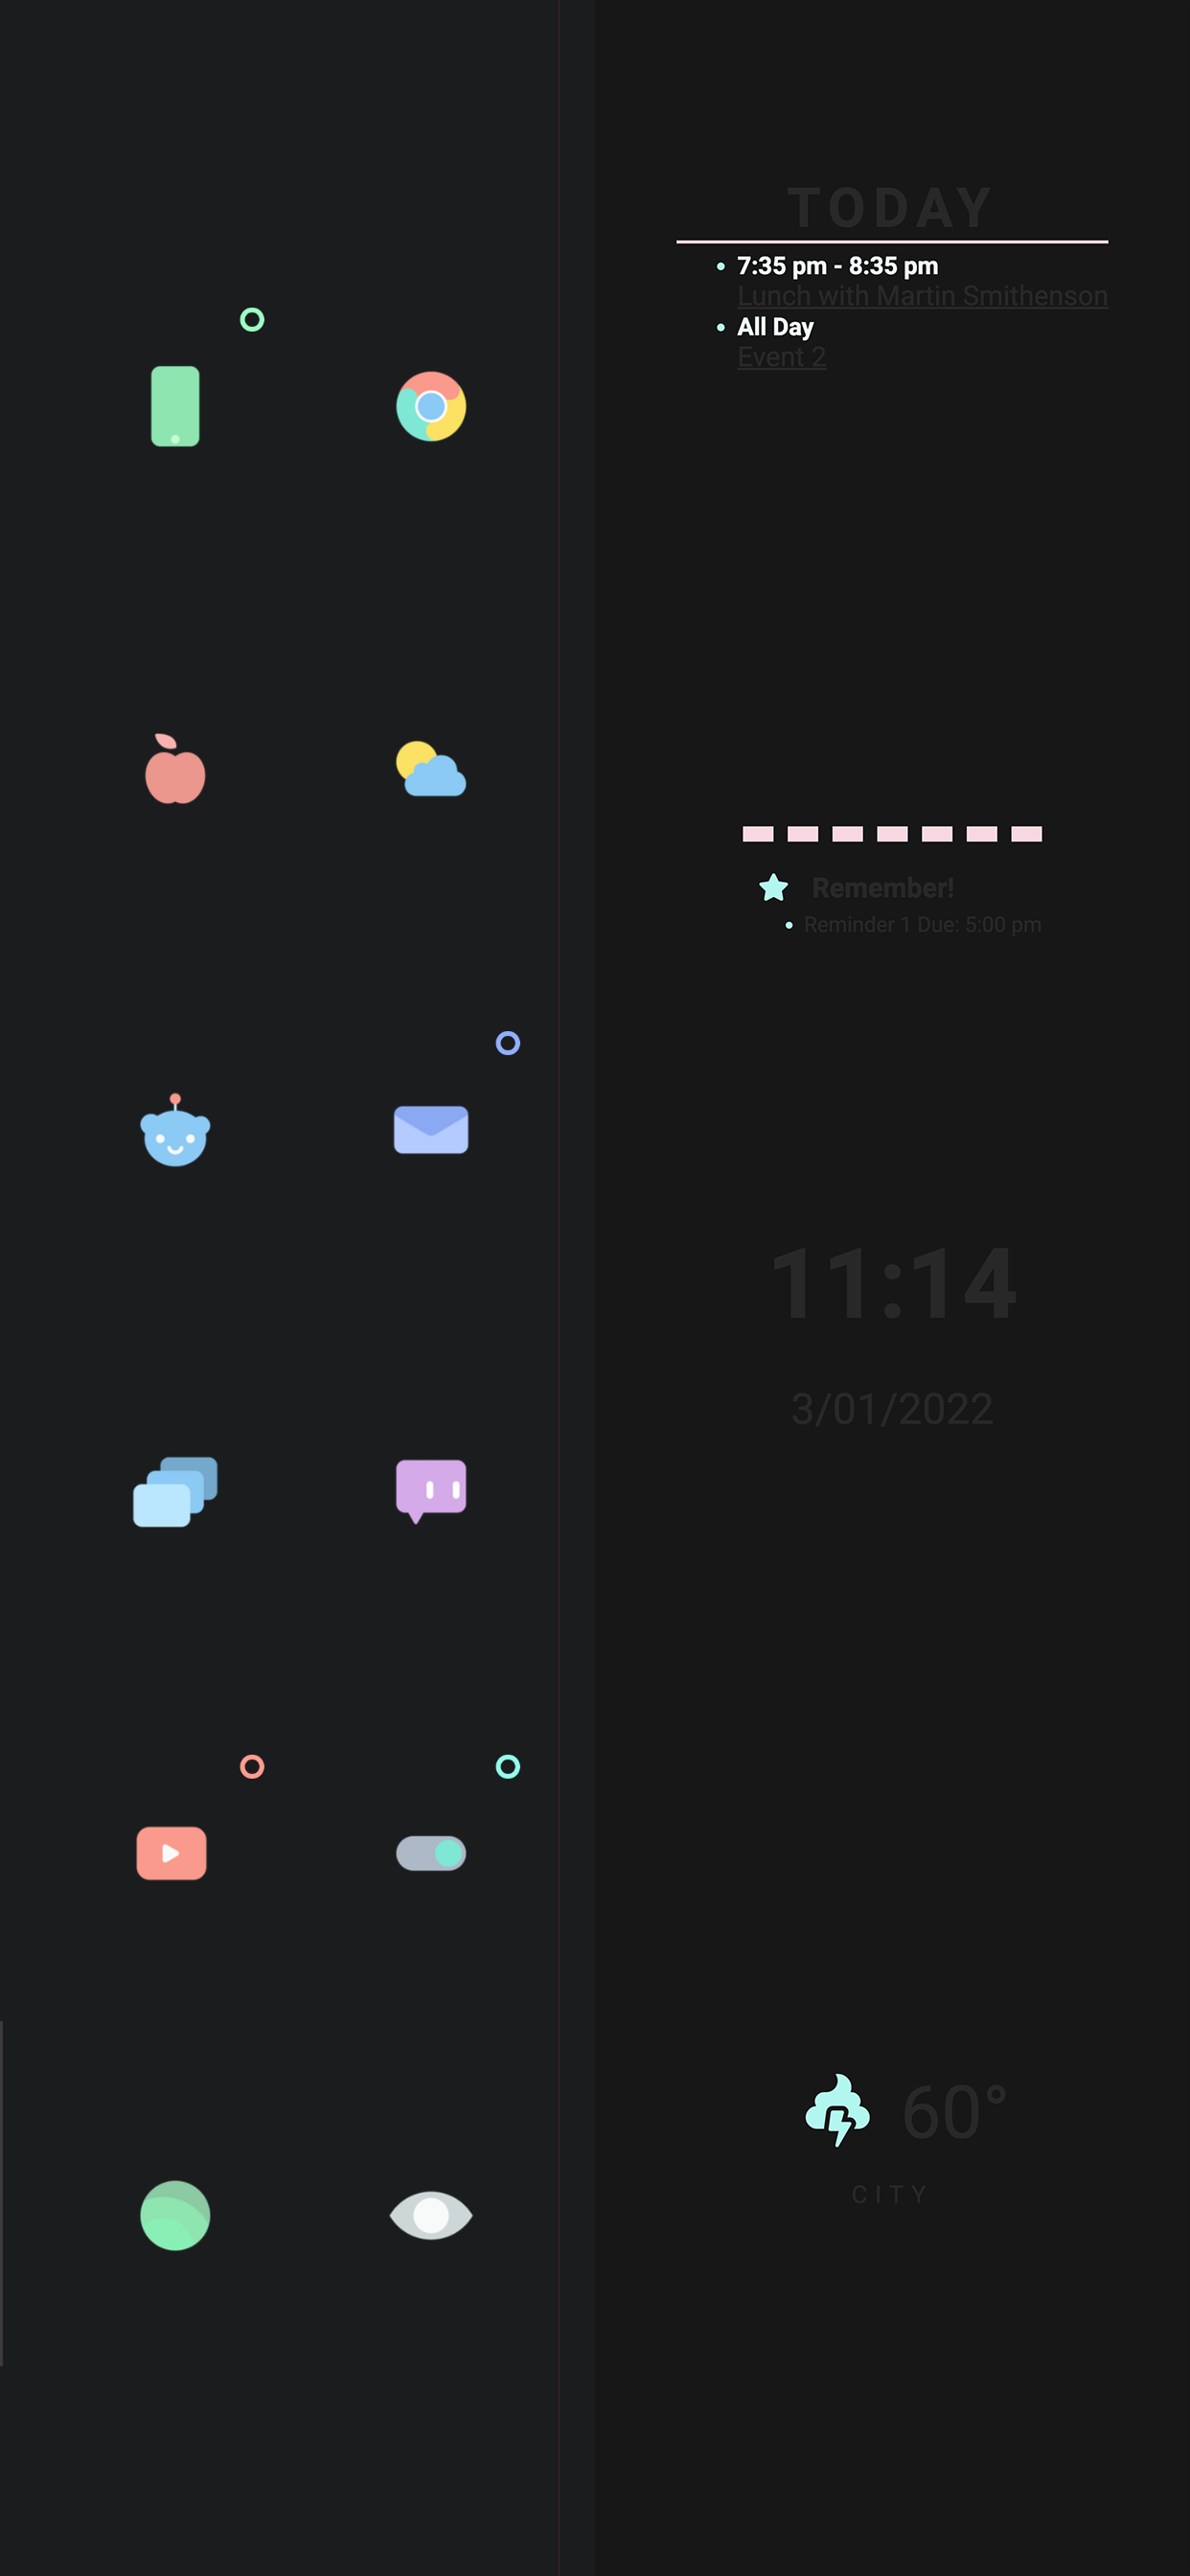 TODAY
7:35 pm - 8:35 pm
Lunch with Martin Smithenson
All Day
Event 2
Remember!
Reminder 1 Due: 5:00 pm
11:14
3/01/2022
60°
CITY